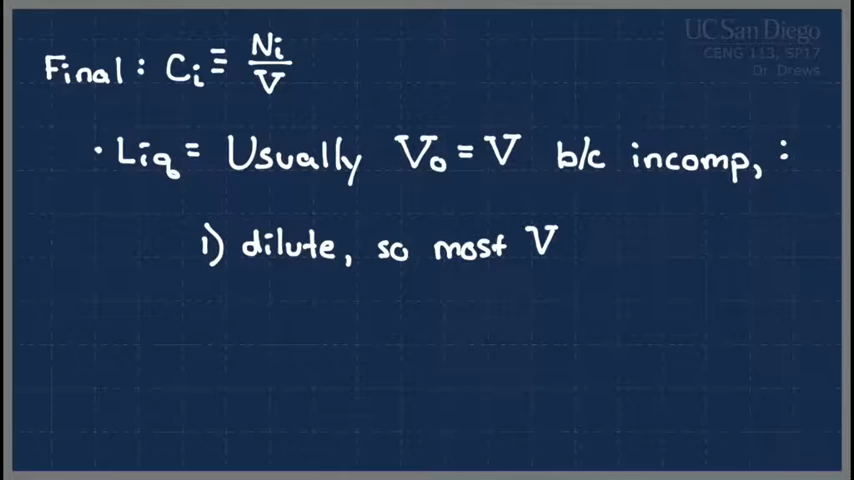 UC San Diego
CENG 113, SP17
Dr. Drews
Final: Cᵢ ≡ Nᵢ/V
· Liq = Usually V₀ = V b/c incomp, :
1) dilute, so most V